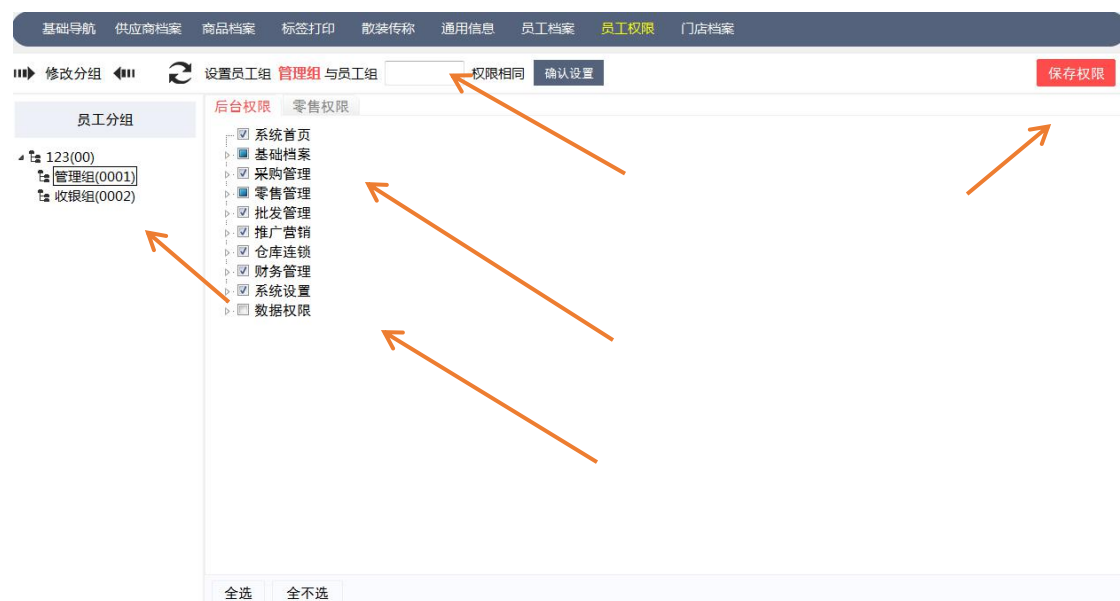 基础导航 供应商档案 商品档案 标签打印 散装传称 通用信息 员工档案 员工权限 门店档案
修改分组 设置员工组 管理组 与员工组 权限相同 确认设置 保存权限
员工分组
123(00)
管理组(0001)
收银组(0002)
后台权限 零售权限
系统首页
基础档案
采购管理
零售管理
批发管理
推广营销
仓库连锁
财务管理
系统设置
数据权限
全选 全不选